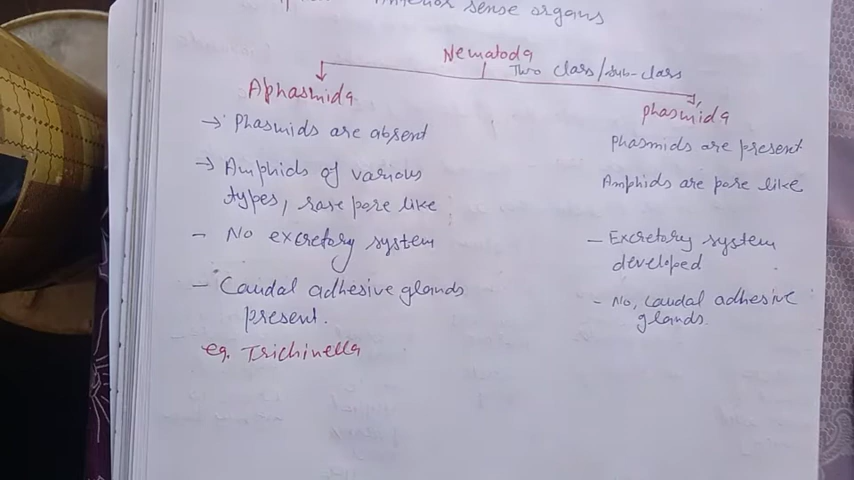 Anterior sense organs
Nematoda
Two class/sub-class
Aphasmida
→ Phasmids are absent
→ Amphids of various
types, rare pore like
- No excretory system
- Caudal adhesive glands
present.
eg. Trichinella
Phasmida
Phasmids are present
Amphids are pore like
- Excretory system
developed
- No, caudal adhesive
glands.